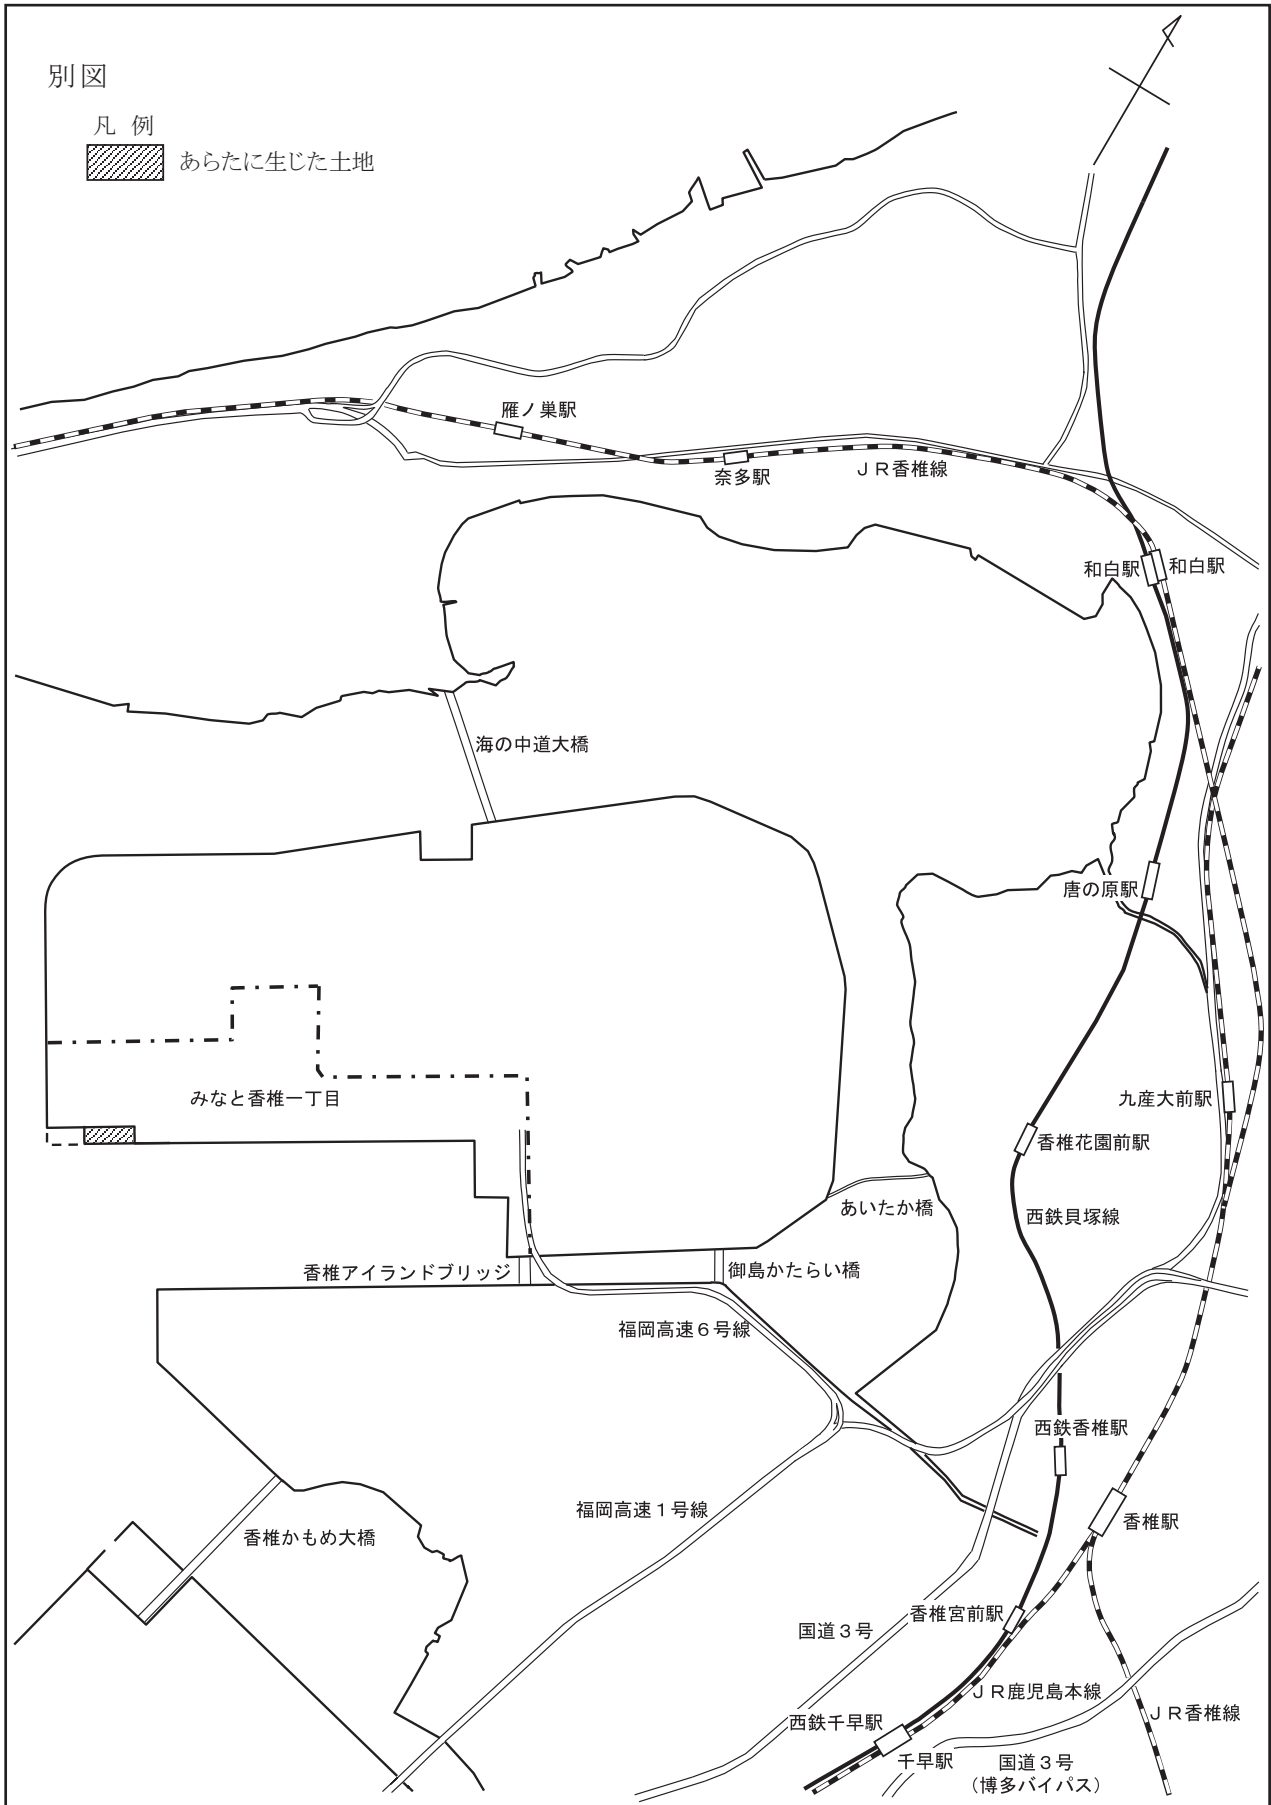 別図
凡 例
あらたに生じた土地
雁ノ巣駅
奈多駅
ＪＲ香椎線
和白駅
和白駅
海の中道大橋
唐の原駅
みなと香椎一丁目
九産大前駅
香椎花園前駅
あいたか橋
西鉄貝塚線
香椎アイランドブリッジ
御島かたらい橋
福岡高速６号線
西鉄香椎駅
福岡高速１号線
香椎駅
香椎かもめ大橋
香椎宮前駅
国道３号
ＪＲ鹿児島本線
ＪＲ香椎線
西鉄千早駅
千早駅
国道３号
（博多バイパス）